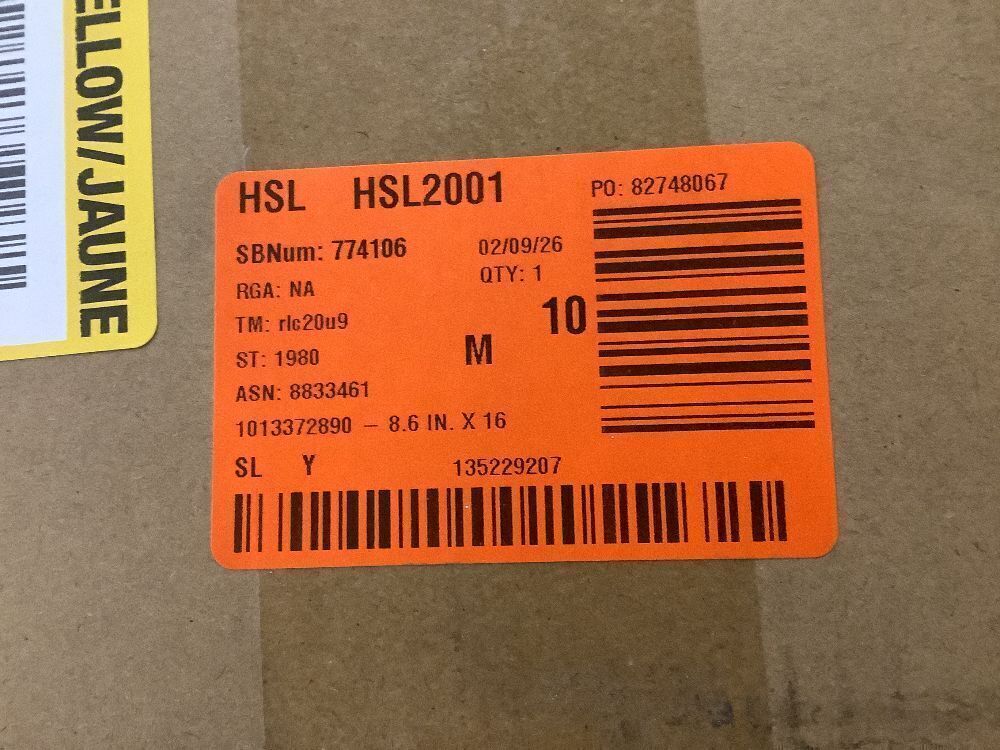 ELLOW/JAUNE
HSL HSL2001 PO: 82748067
SBNum: 774106 02/09/26
RGA: NA QTY: 1
TM: rlc20u9 10
ST: 1980 M
ASN: 8833461
1013372890 – 8.6 IN. X 16
SL Y 135229207